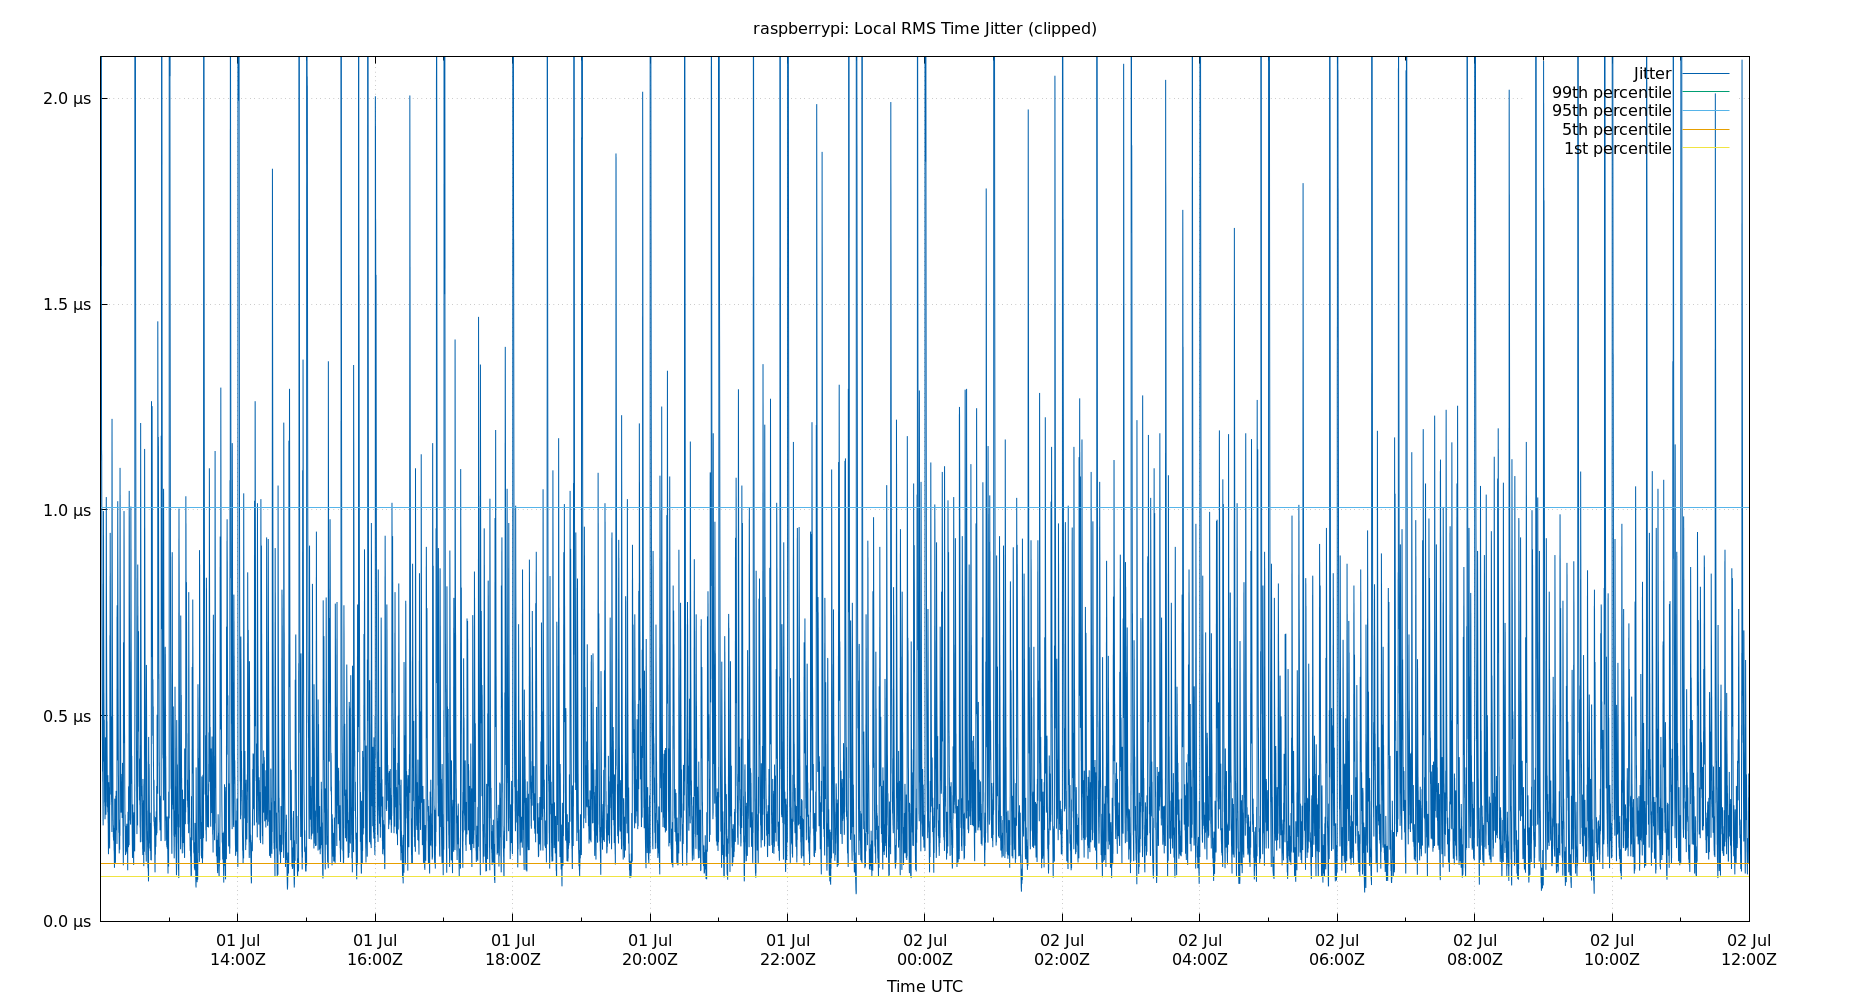 raspberrypi: Local RMS Time Jitter (clipped)
Jitter
99th percentile
95th percentile
5th percentile
1st percentile
2.0 µs
1.5 µs
1.0 µs
0.5 µs
0.0 µs
01 Jul 01 Jul 01 Jul 01 Jul 01 Jul 02 Jul 02 Jul 02 Jul 02 Jul 02 Jul 02 Jul 02 Jul
14:00Z 16:00Z 18:00Z 20:00Z 22:00Z 00:00Z 02:00Z 04:00Z 06:00Z 08:00Z 10:00Z 12:00Z
Time UTC